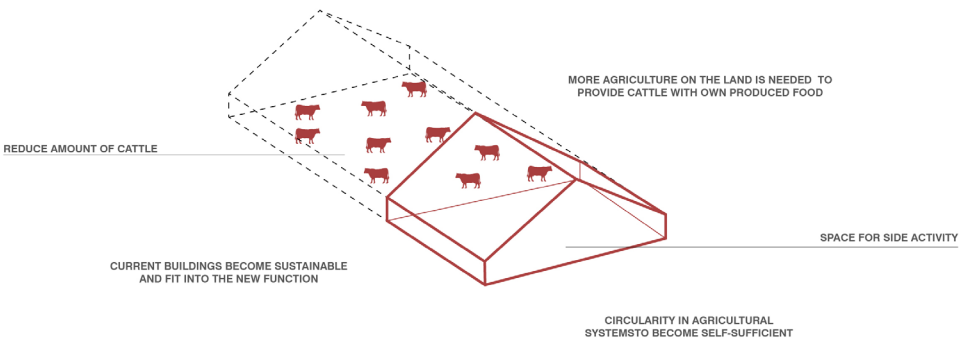 MORE AGRICULTURE ON THE LAND IS NEEDED TO
PROVIDE CATTLE WITH OWN PRODUCED FOOD
REDUCE AMOUNT OF CATTLE
SPACE FOR SIDE ACTIVITY
CURRENT BUILDINGS BECOME SUSTAINABLE
AND FIT INTO THE NEW FUNCTION
CIRCULARITY IN AGRICULTURAL
SYSTEMSTO BECOME SELF-SUFFICIENT